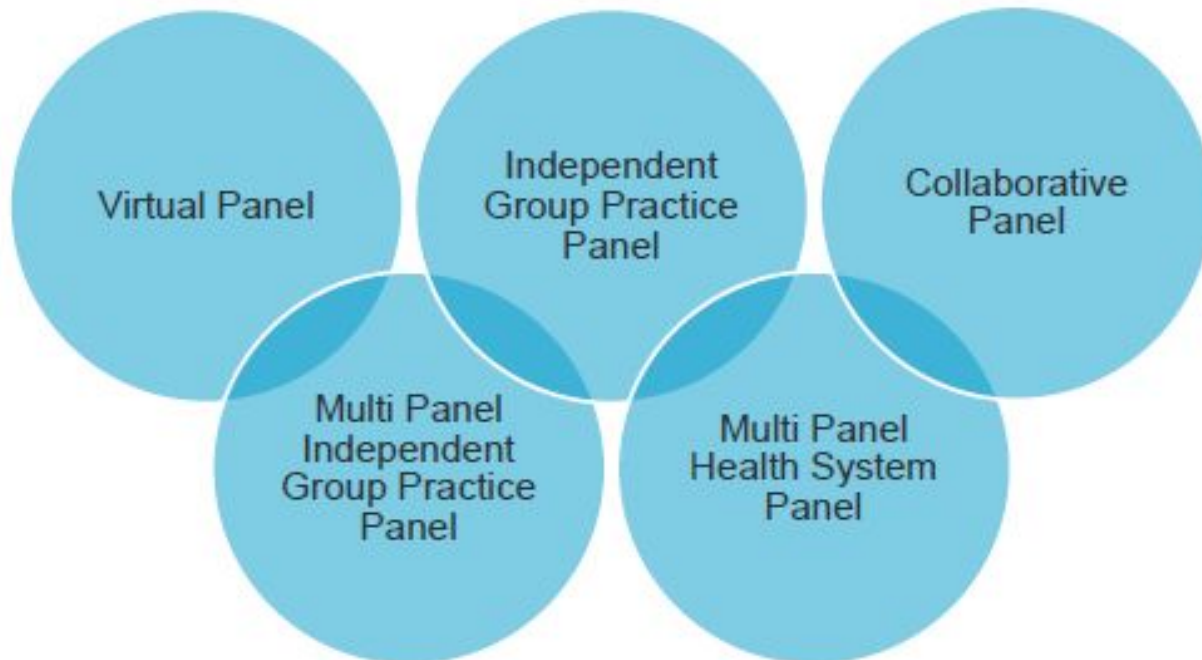 Virtual Panel
Independent
Group Practice
Panel
Collaborative
Panel
Multi Panel
Independent
Group Practice
Panel
Multi Panel
Health System
Panel